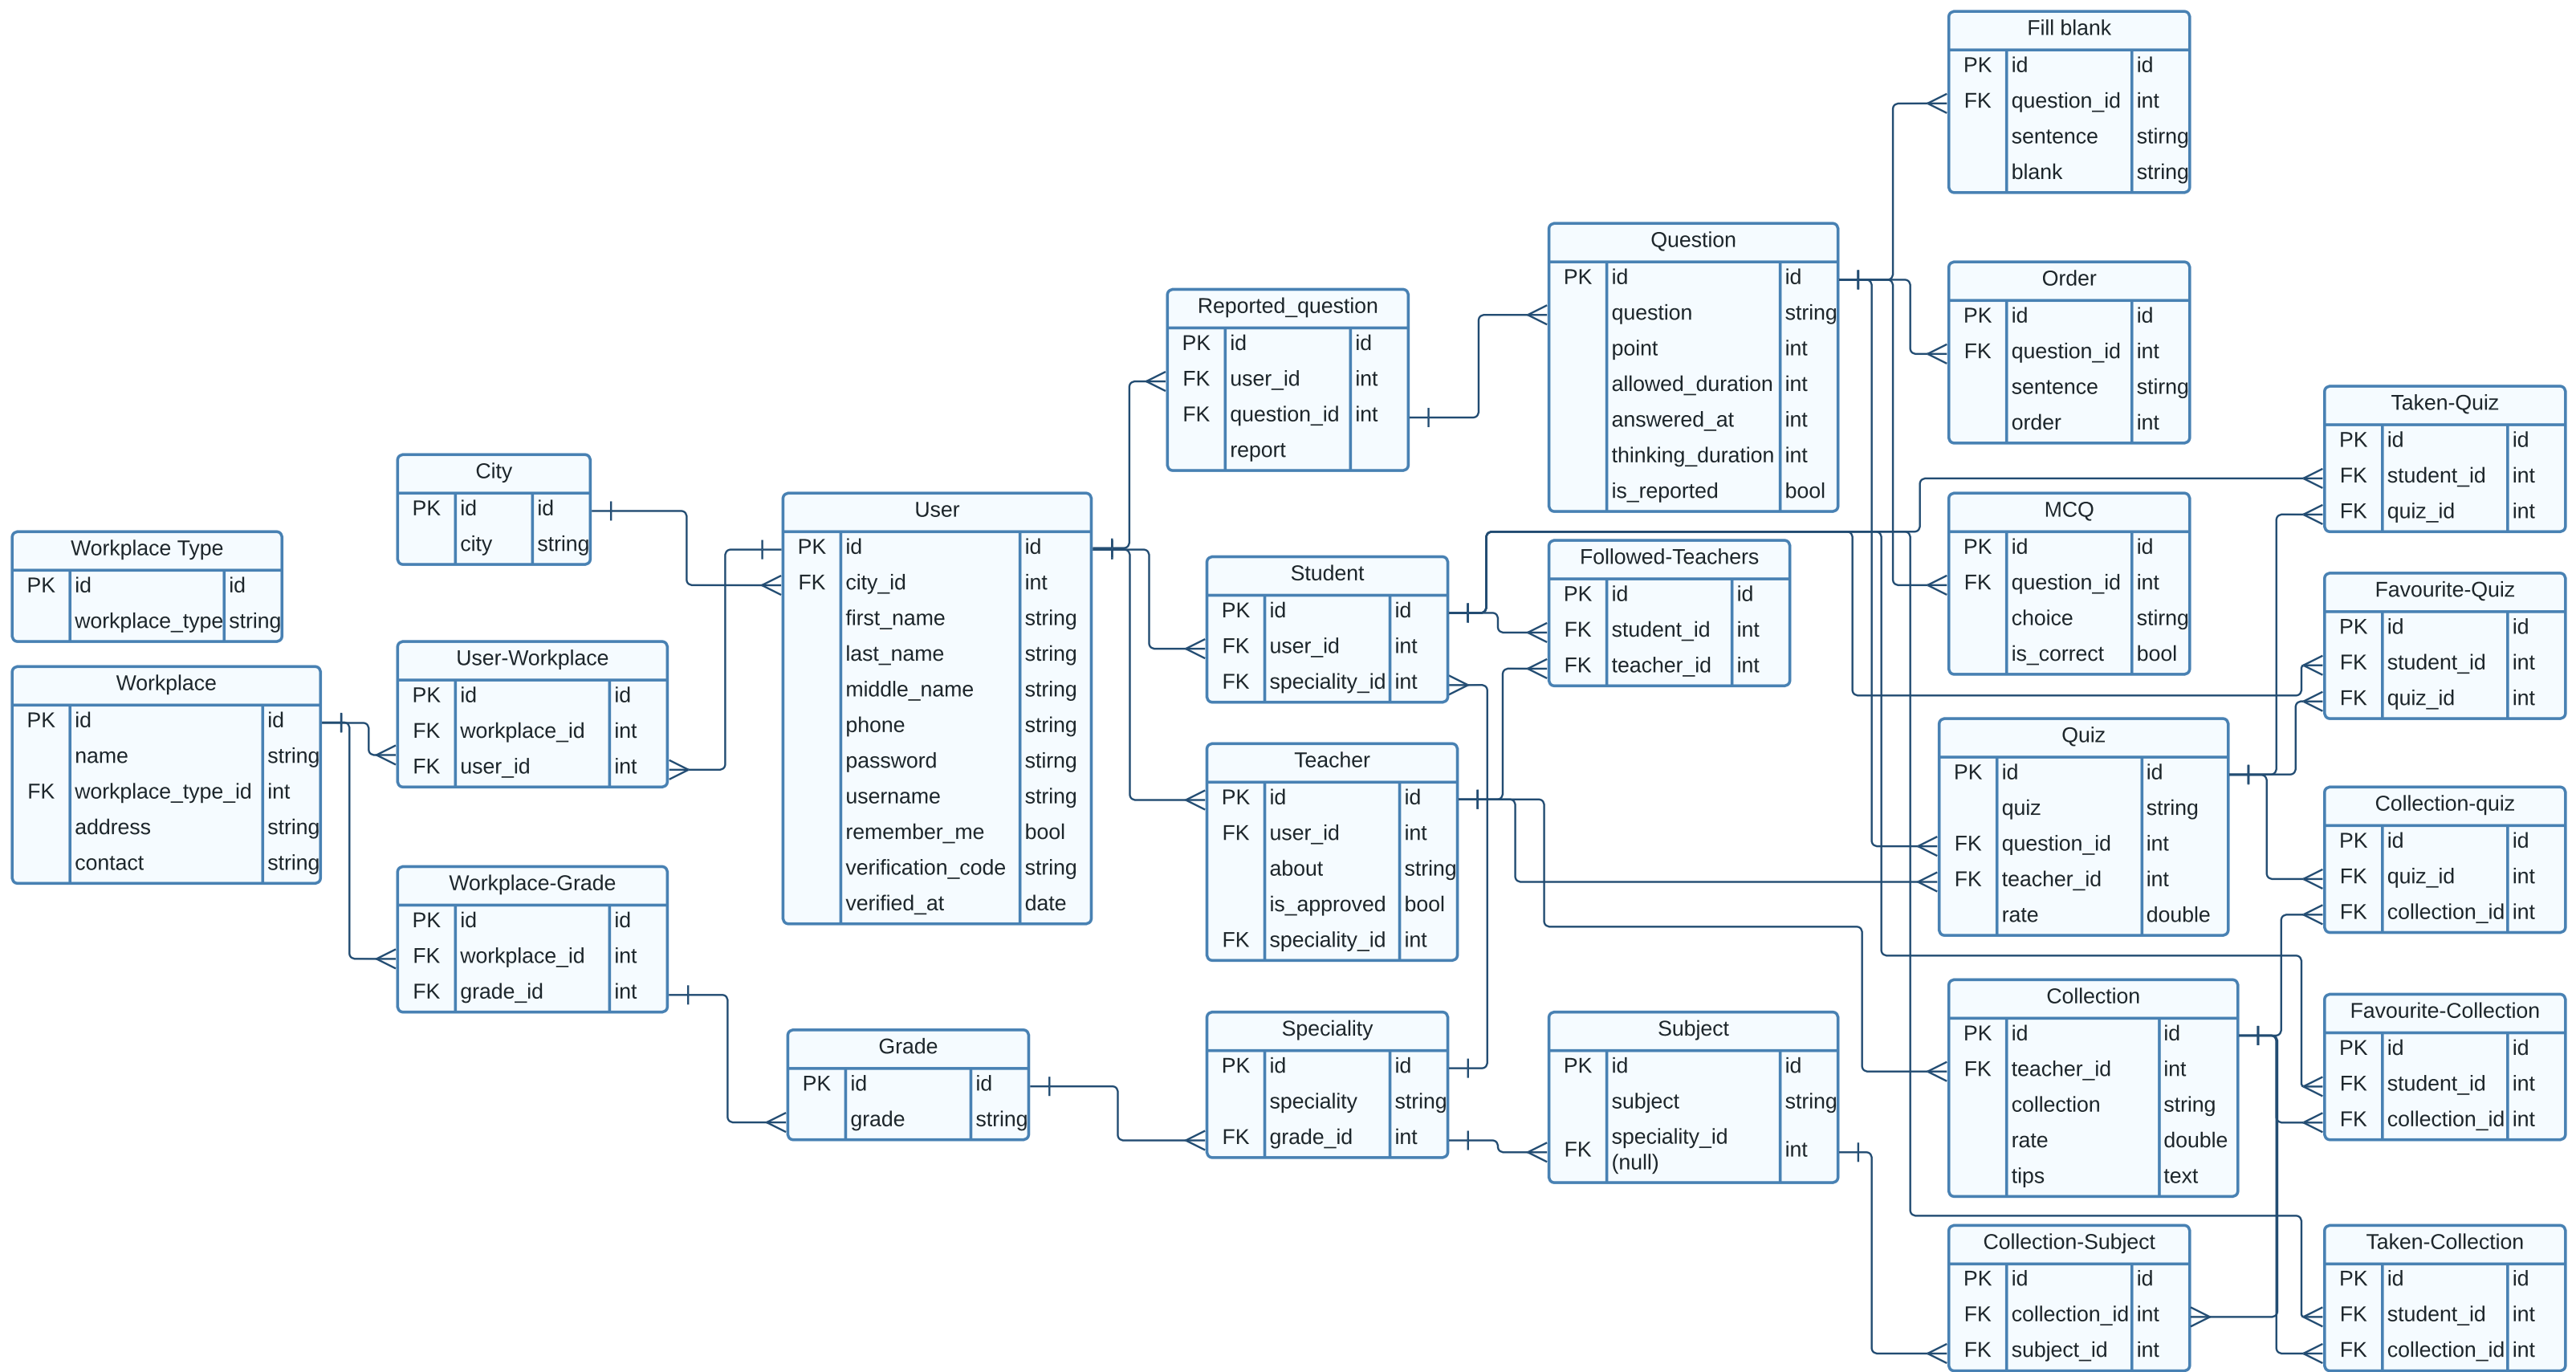 Workplace Type
PK id id
workplace_type string
Workplace
PK id id
name string
FK workplace_type_id int
address string
contact string
City
PK id id
city string
User-Workplace
PK id id
FK workplace_id int
FK user_id int
Workplace-Grade
PK id id
FK workplace_id int
FK grade_id int
User
PK id id
FK city_id int
first_name string
last_name string
middle_name string
phone string
password stirng
username string
remember_me bool
verification_code string
verified_at date
Grade
PK id id
grade string
Reported_question
PK id id
FK user_id int
FK question_id int
report
Student
PK id id
FK user_id int
FK speciality_id int
Teacher
PK id id
FK user_id int
about string
is_approved bool
FK speciality_id int
Speciality
PK id id
speciality string
FK grade_id int
Question
PK id id
question string
point int
allowed_duration int
answered_at int
thinking_duration int
is_reported bool
Followed-Teachers
PK id id
FK student_id int
FK teacher_id int
Subject
PK id id
subject string
FK speciality_id int
(null)
Fill blank
PK id id
FK question_id int
sentence stirng
blank string
Order
PK id id
FK question_id int
sentence stirng
order int
MCQ
PK id id
FK question_id int
choice stirng
is_correct bool
Quiz
PK id id
quiz string
FK question_id int
FK teacher_id int
rate double
Collection
PK id id
FK teacher_id int
collection string
rate double
tips text
Collection-Subject
PK id id
FK collection_id int
FK subject_id int
Taken-Quiz
PK id id
FK student_id int
FK quiz_id int
Favourite-Quiz
PK id id
FK student_id int
FK quiz_id int
Collection-quiz
PK id id
FK quiz_id int
FK collection_id int
Favourite-Collection
PK id id
FK student_id int
FK collection_id int
Taken-Collection
PK id id
FK student_id int
FK collection_id int